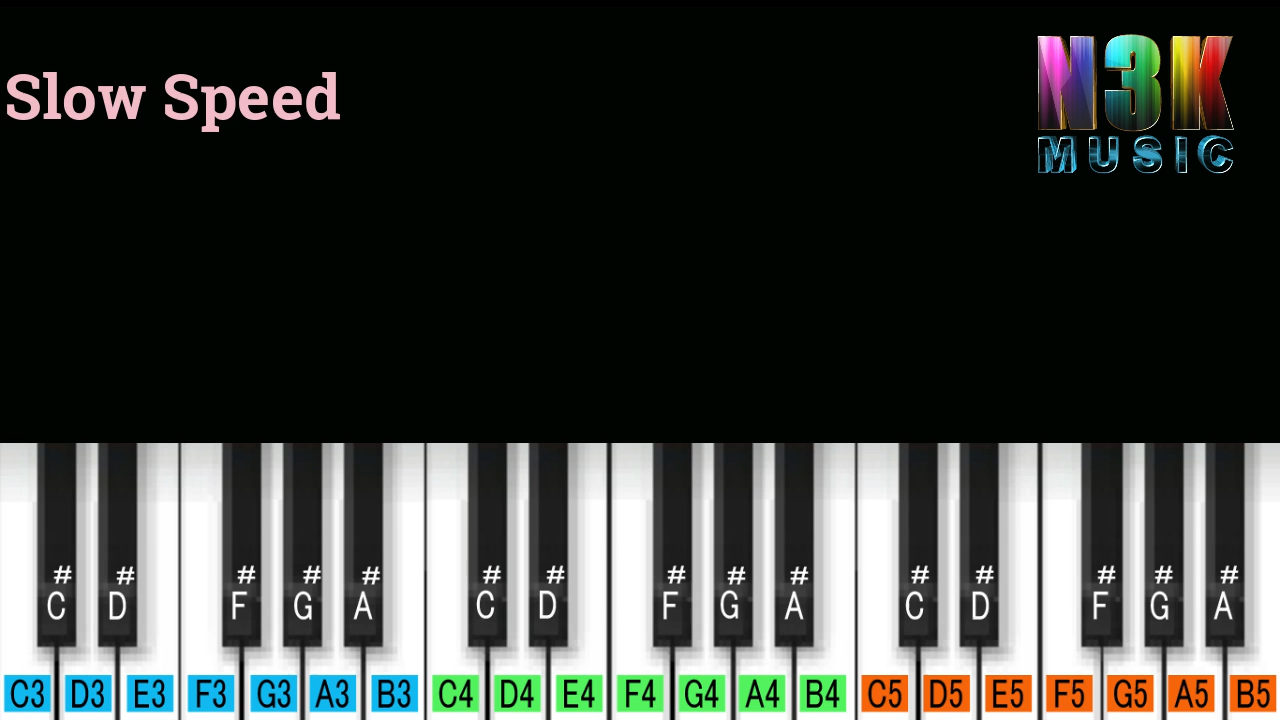 Slow Speed
N3K
MUSIC
# # # # # # # # # # # # # # #
C D F G A C D F G A C D F G A
C3 D3 E3 F3 G3 A3 B3 C4 D4 E4 F4 G4 A4 B4 C5 D5 E5 F5 G5 A5 B5